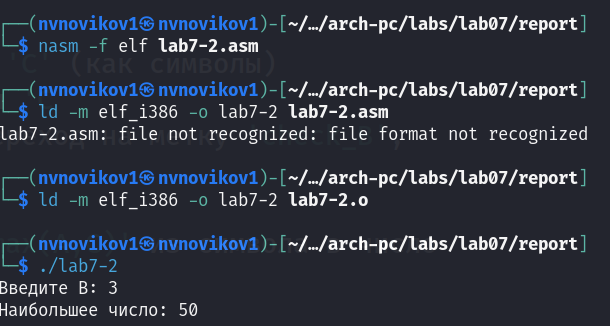 ┌──(nvnovikov1㉿nvnovikov1)-[~/…/arch-pc/labs/lab07/report]
└─$ nasm -f elf lab7-2.asm
'C' (как символы)
┌──(nvnovikov1㉿nvnovikov1)-[~/…/arch-pc/labs/lab07/report]
└─$ ld -m elf_i386 -o lab7-2 lab7-2.asm
lab7-2.asm: file not recognized: file format not recognized
┌──(nvnovikov1㉿nvnovikov1)-[~/…/arch-pc/labs/lab07/report]
└─$ ld -m elf_i386 -o lab7-2 lab7-2.o
┌──(nvnovikov1㉿nvnovikov1)-[~/…/arch-pc/labs/lab07/report]
└─$ ./lab7-2
Введите B: 3
Наибольшее число: 50